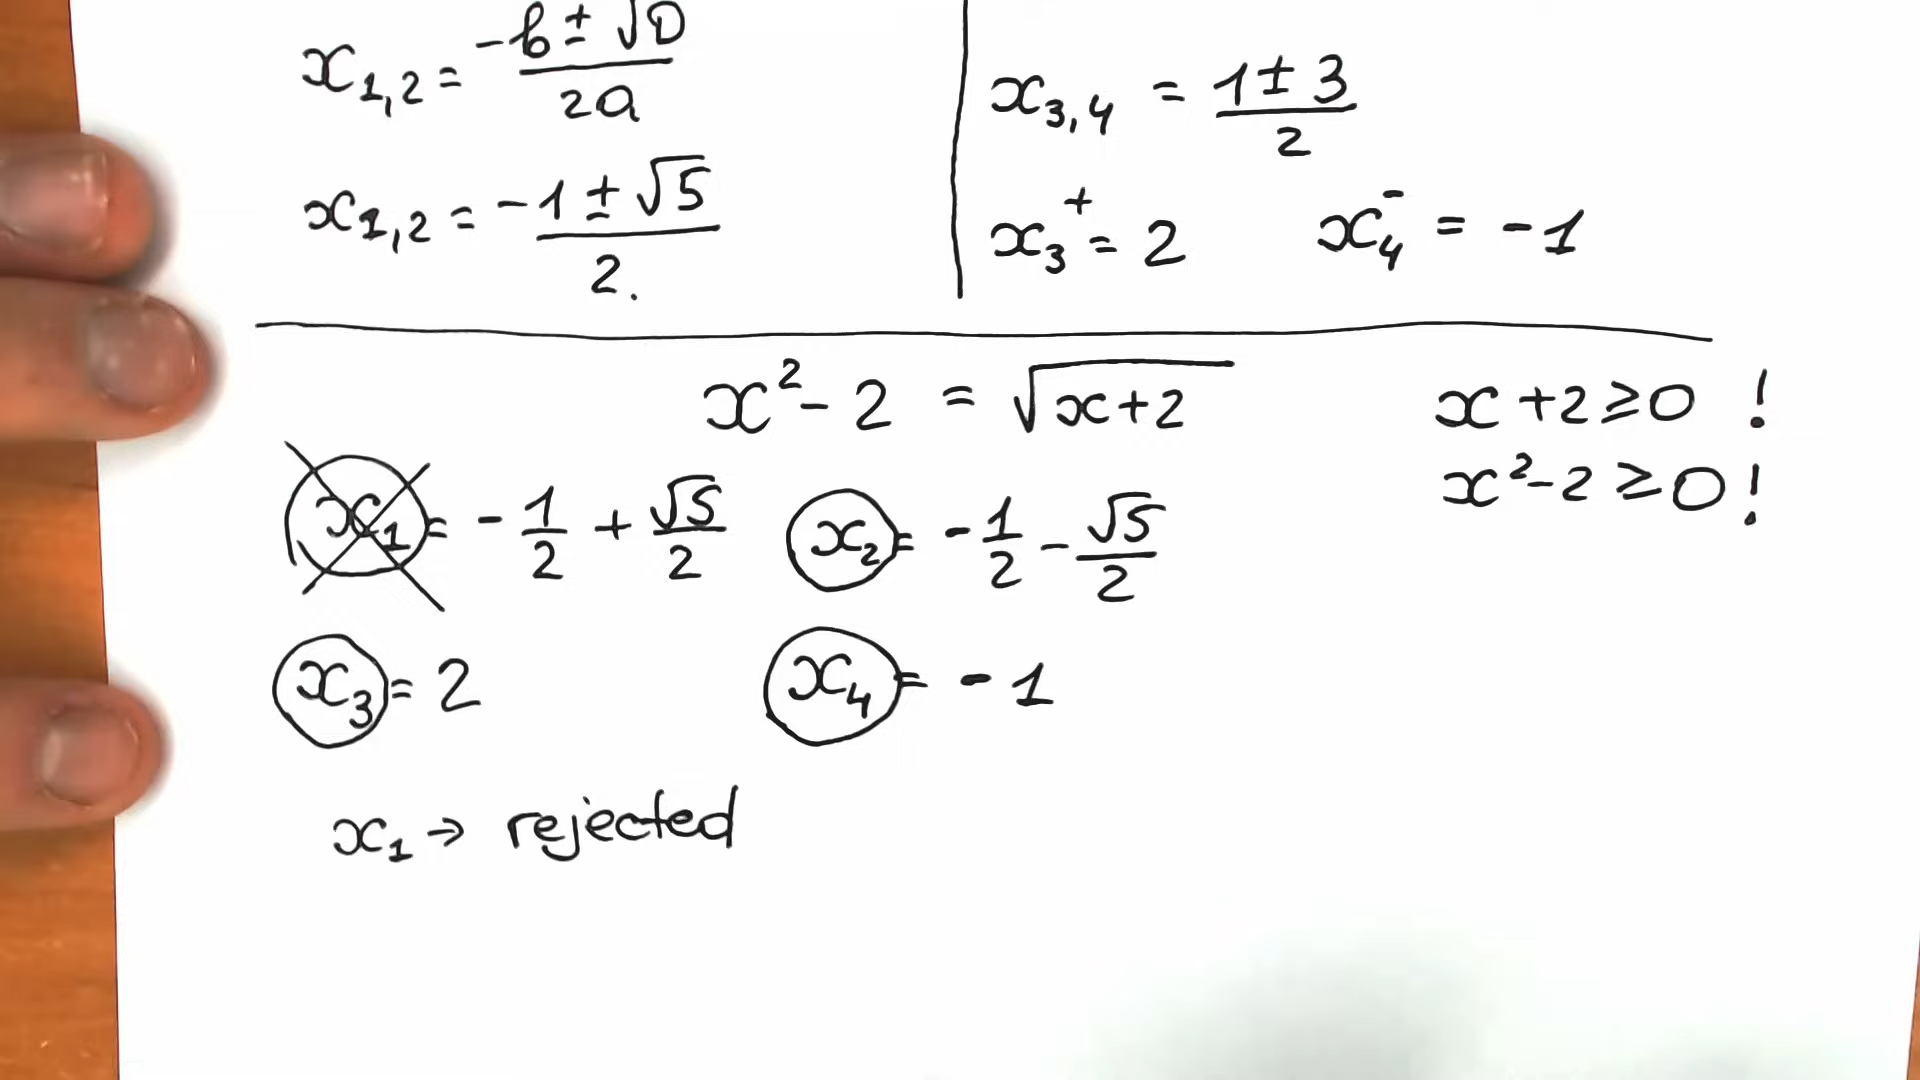 x₁,₂ = (-b ± √D)/(2a)
x₁,₂ = (-1 ± √5)/2.
x₃,₄ = (1 ± 3)/2
x₃⁺ = 2 x₄⁻ = -1
x² - 2 = √(x+2)
x + 2 ≥ 0 !
x² - 2 ≥ 0 !
x₁ = -1/2 + √5/2 x₂ = -1/2 - √5/2
x₃ = 2 x₄ = -1
x₁ → rejected